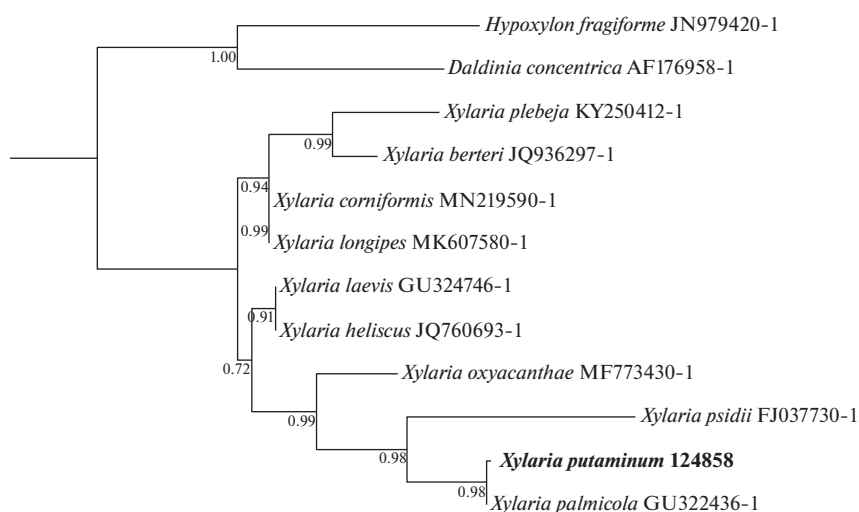 Hypoxylon fragiforme JN979420-1
1.00
Daldinia concentrica AF176958-1
Xylaria plebeja KY250412-1
0.99
Xylaria berteri JQ936297-1
0.94
Xylaria corniformis MN219590-1
0.99
Xylaria longipes MK607580-1
Xylaria laevis GU324746-1
0.91
Xylaria heliscus JQ760693-1
0.72
Xylaria oxyacanthae MF773430-1
0.99
Xylaria psidii FJ037730-1
0.98
Xylaria putaminum 124858
0.98
Xylaria palmicola GU322436-1